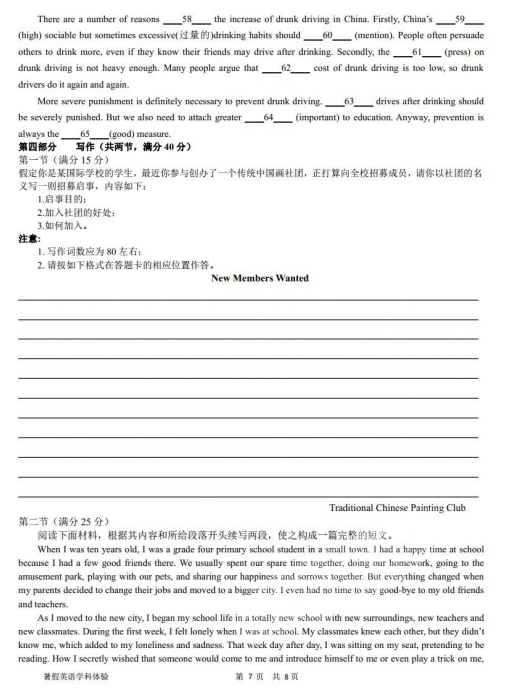 There are a number of reasons ____58____ the increase of drunk driving in China. Firstly, China's ____59____
(high) sociable but sometimes excessive(过量的)drinking habits should ____60____ (mention). People often persuade
others to drink more, even if they know their friends may drive after drinking. Secondly, the ____61____ (press) on
drunk driving is not heavy enough. Many people argue that ____62____ cost of drunk driving is too low, so drunk
drivers do it again and again.
More severe punishment is definitely necessary to prevent drunk driving. ____63____ drives after drinking should
be severely punished. But we also need to attach greater ____64____ (important) to education. Anyway, prevention is
always the ____65____(good) measure.
第四部分 写作（共两节，满分 40 分）
第一节（满分 15 分）
假定你是某国际学校的学生，最近你参与创办了一个传统中国画社团，正打算向全校招募成员，请你以社团的名
义写一则招募启事，内容如下：
1.启事目的；
2.加入社团的好处；
3.如何加入。
注意:
1. 写作词数应为 80 左右；
2. 请按如下格式在答题卡的相应位置作答。
New Members Wanted
Traditional Chinese Painting Club
第二节（满分 25 分）
阅读下面材料，根据其内容和所给段落开头续写两段，使之构成一篇完整的短文。
When I was ten years old, I was a grade four primary school student in a small town. I had a happy time at school
because I had a few good friends there. We usually spent our spare time together, doing our homework, going to the
amusement park, playing with our pets, and sharing our happiness and sorrows together. But everything changed when
my parents decided to change their jobs and moved to a bigger city. I even had no time to say good-bye to my old friends
and teachers.
As I moved to the new city, I began my school life in a totally new school with new surroundings, new teachers and
new classmates. During the first week, I felt lonely when I was at school. My classmates knew each other, but they didn't
know me, which added to my loneliness and sadness. That week day after day, I was sitting on my seat, pretending to be
reading. How I secretly wished that someone would come to me and introduce himself to me or even play a trick on me,
暑假英语学科体验 第 7 页 共 8 页